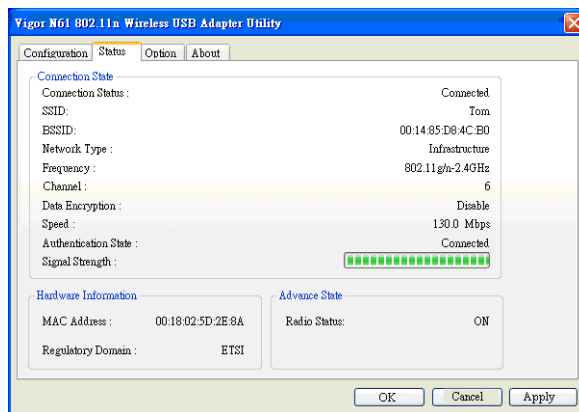 Vigor N61 802.11n Wireless USB Adapter Utility
Configuration Status Option About
Connection State
Connection Status : Connected
SSID: Tom
BSSID: 00:14:85:D8:4C:B0
Network Type : Infrastructure
Frequency : 802.11g/n-2.4GHz
Channel : 6
Data Encryption : Disable
Speed : 130.0 Mbps
Authentication State : Connected
Signal Strength :
Hardware Information
MAC Address : 00:18:02:5D:2E:8A
Regulatory Domain : ETSI
Advance State
Radio Status: ON
OK Cancel Apply